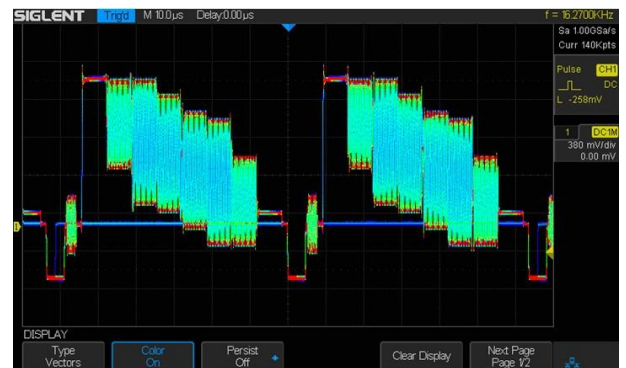 SIGLENT Trig'd M 10.0µs Delay:0.00µs f = 16.2700KHz
Sa 1.00GSa/s
Curr 140Kpts
Pulse CH1
DC
L -258mV
1 DC1M
380 mV/div
0.00 mV
1
DISPLAY
Type Color Persist Clear Display Next Page
Vectors On Off Page 1/2